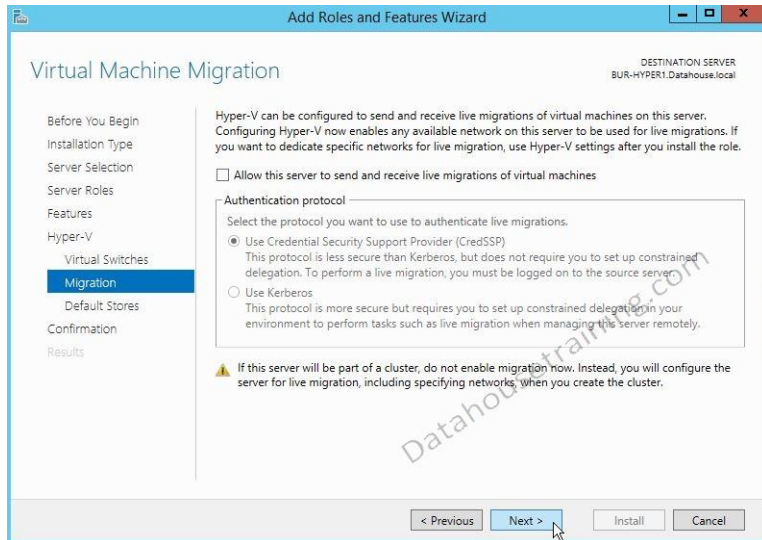 Add Roles and Features Wizard
Virtual Machine Migration
DESTINATION SERVER
BUR-HYPER1.Datahouse.local
Before You Begin
Installation Type
Server Selection
Server Roles
Features
Hyper-V
Virtual Switches
Migration
Default Stores
Confirmation
Results
Hyper-V can be configured to send and receive live migrations of virtual machines on this server.
Configuring Hyper-V now enables any available network on this server to be used for live migrations. If
you want to dedicate specific networks for live migration, use Hyper-V settings after you install the role.
Allow this server to send and receive live migrations of virtual machines
Authentication protocol
Select the protocol you want to use to authenticate live migrations.
Use Credential Security Support Provider (CredSSP)
This protocol is less secure than Kerberos, but does not require you to set up constrained
delegation. To perform a live migration, you must be logged on to the source server.
Use Kerberos
This protocol is more secure but requires you to set up constrained delegation in your
environment to perform tasks such as live migration when managing this server remotely.
If this server will be part of a cluster, do not enable migration now. Instead, you will configure the
server for live migration, including specifying networks, when you create the cluster.
Datahousetraining.com
< Previous
Next >
Install
Cancel